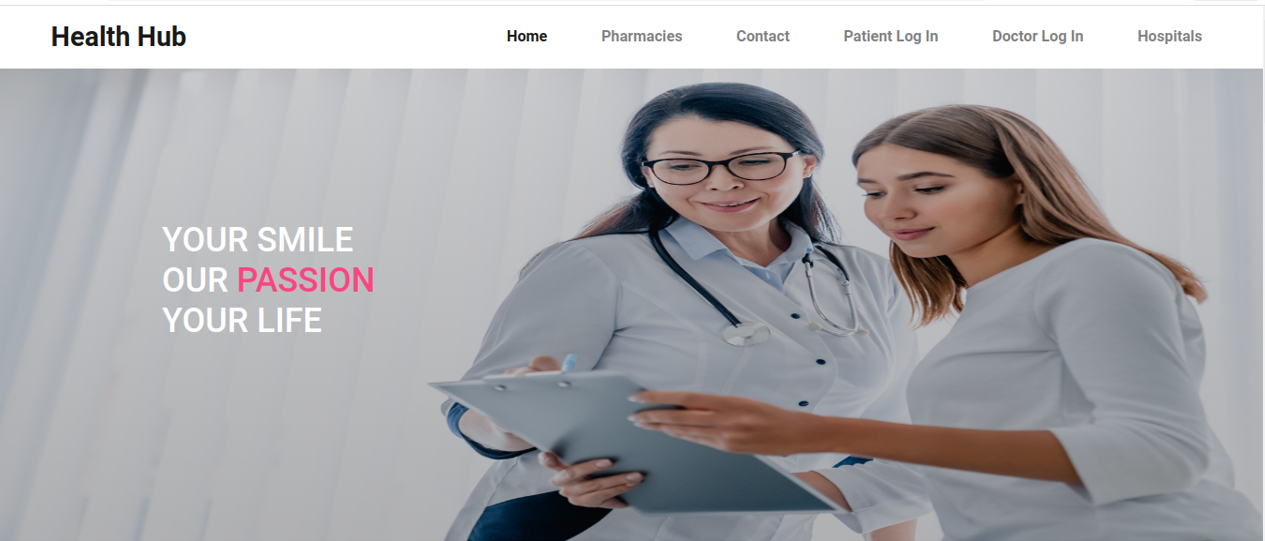 Health Hub
Home Pharmacies Contact Patient Log In Doctor Log In Hospitals
YOUR SMILE
OUR PASSION
YOUR LIFE